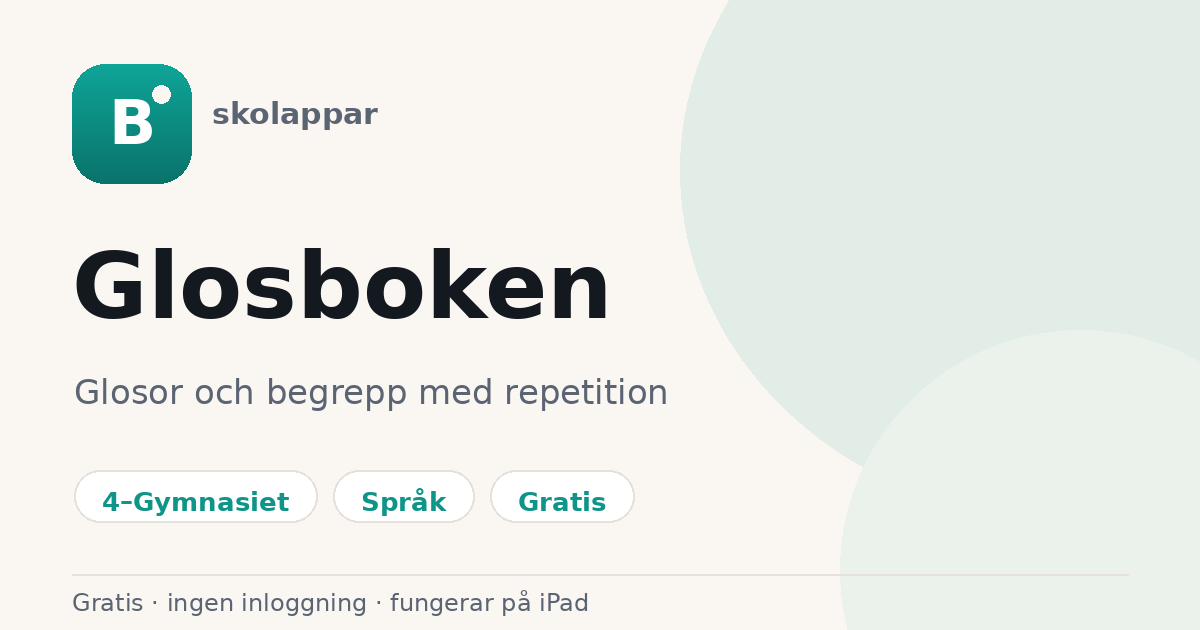 B
skolappar
Glosboken
Glosor och begrepp med repetition
4–Gymnasiet Språk Gratis
Gratis · ingen inloggning · fungerar på iPad